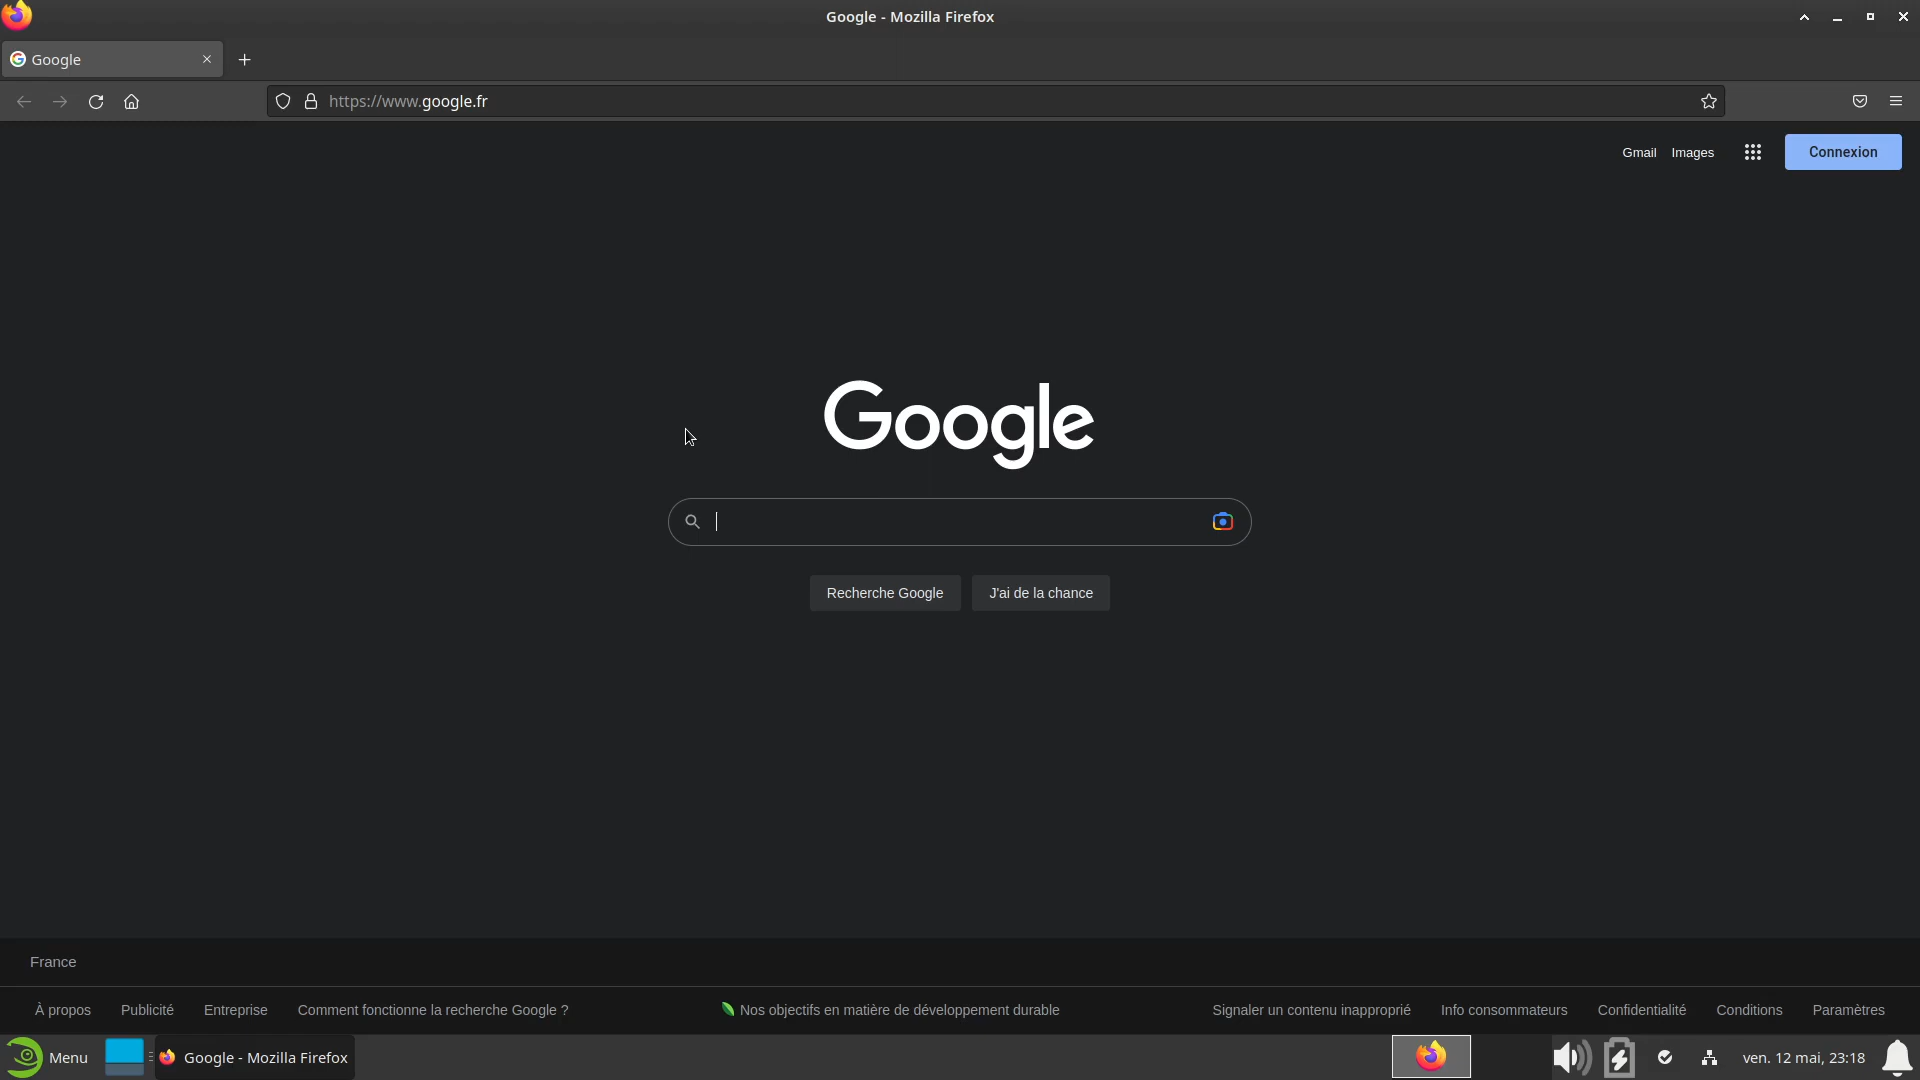 Google - Mozilla Firefox
Google
https://www.google.fr
Gmail Images Connexion
Google
Recherche Google J'ai de la chance
France
À propos Publicité Entreprise Comment fonctionne la recherche Google ? Nos objectifs en matière de développement durable Signaler un contenu inapproprié Info consommateurs Confidentialité Conditions Paramètres
Menu Google - Mozilla Firefox ven. 12 mai, 23:18